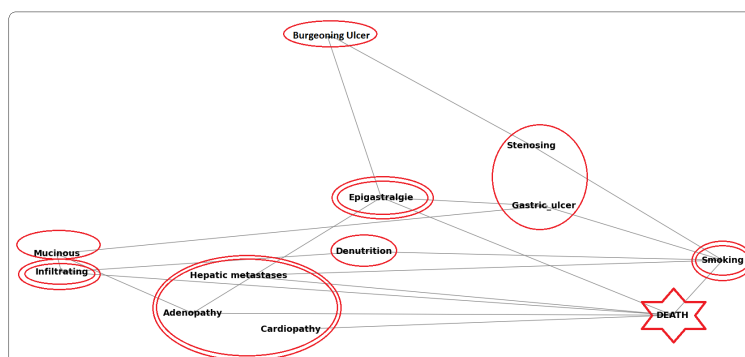 Burgeoning Ulcer
Stenosing
Epigastralgie
Gastric_ulcer
Mucinous
Denutrition
Smoking
Infiltrating
Hepatic metastases
Adenopathy
DEATH
Cardiopathy